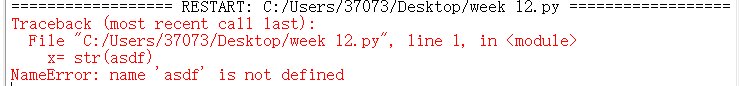 =================== RESTART: C:/Users/37073/Desktop/week 12.py ===================
Traceback (most recent call last):
  File "C:/Users/37073/Desktop/week 12.py", line 1, in <module>
    x= str(asdf)
NameError: name 'asdf' is not defined